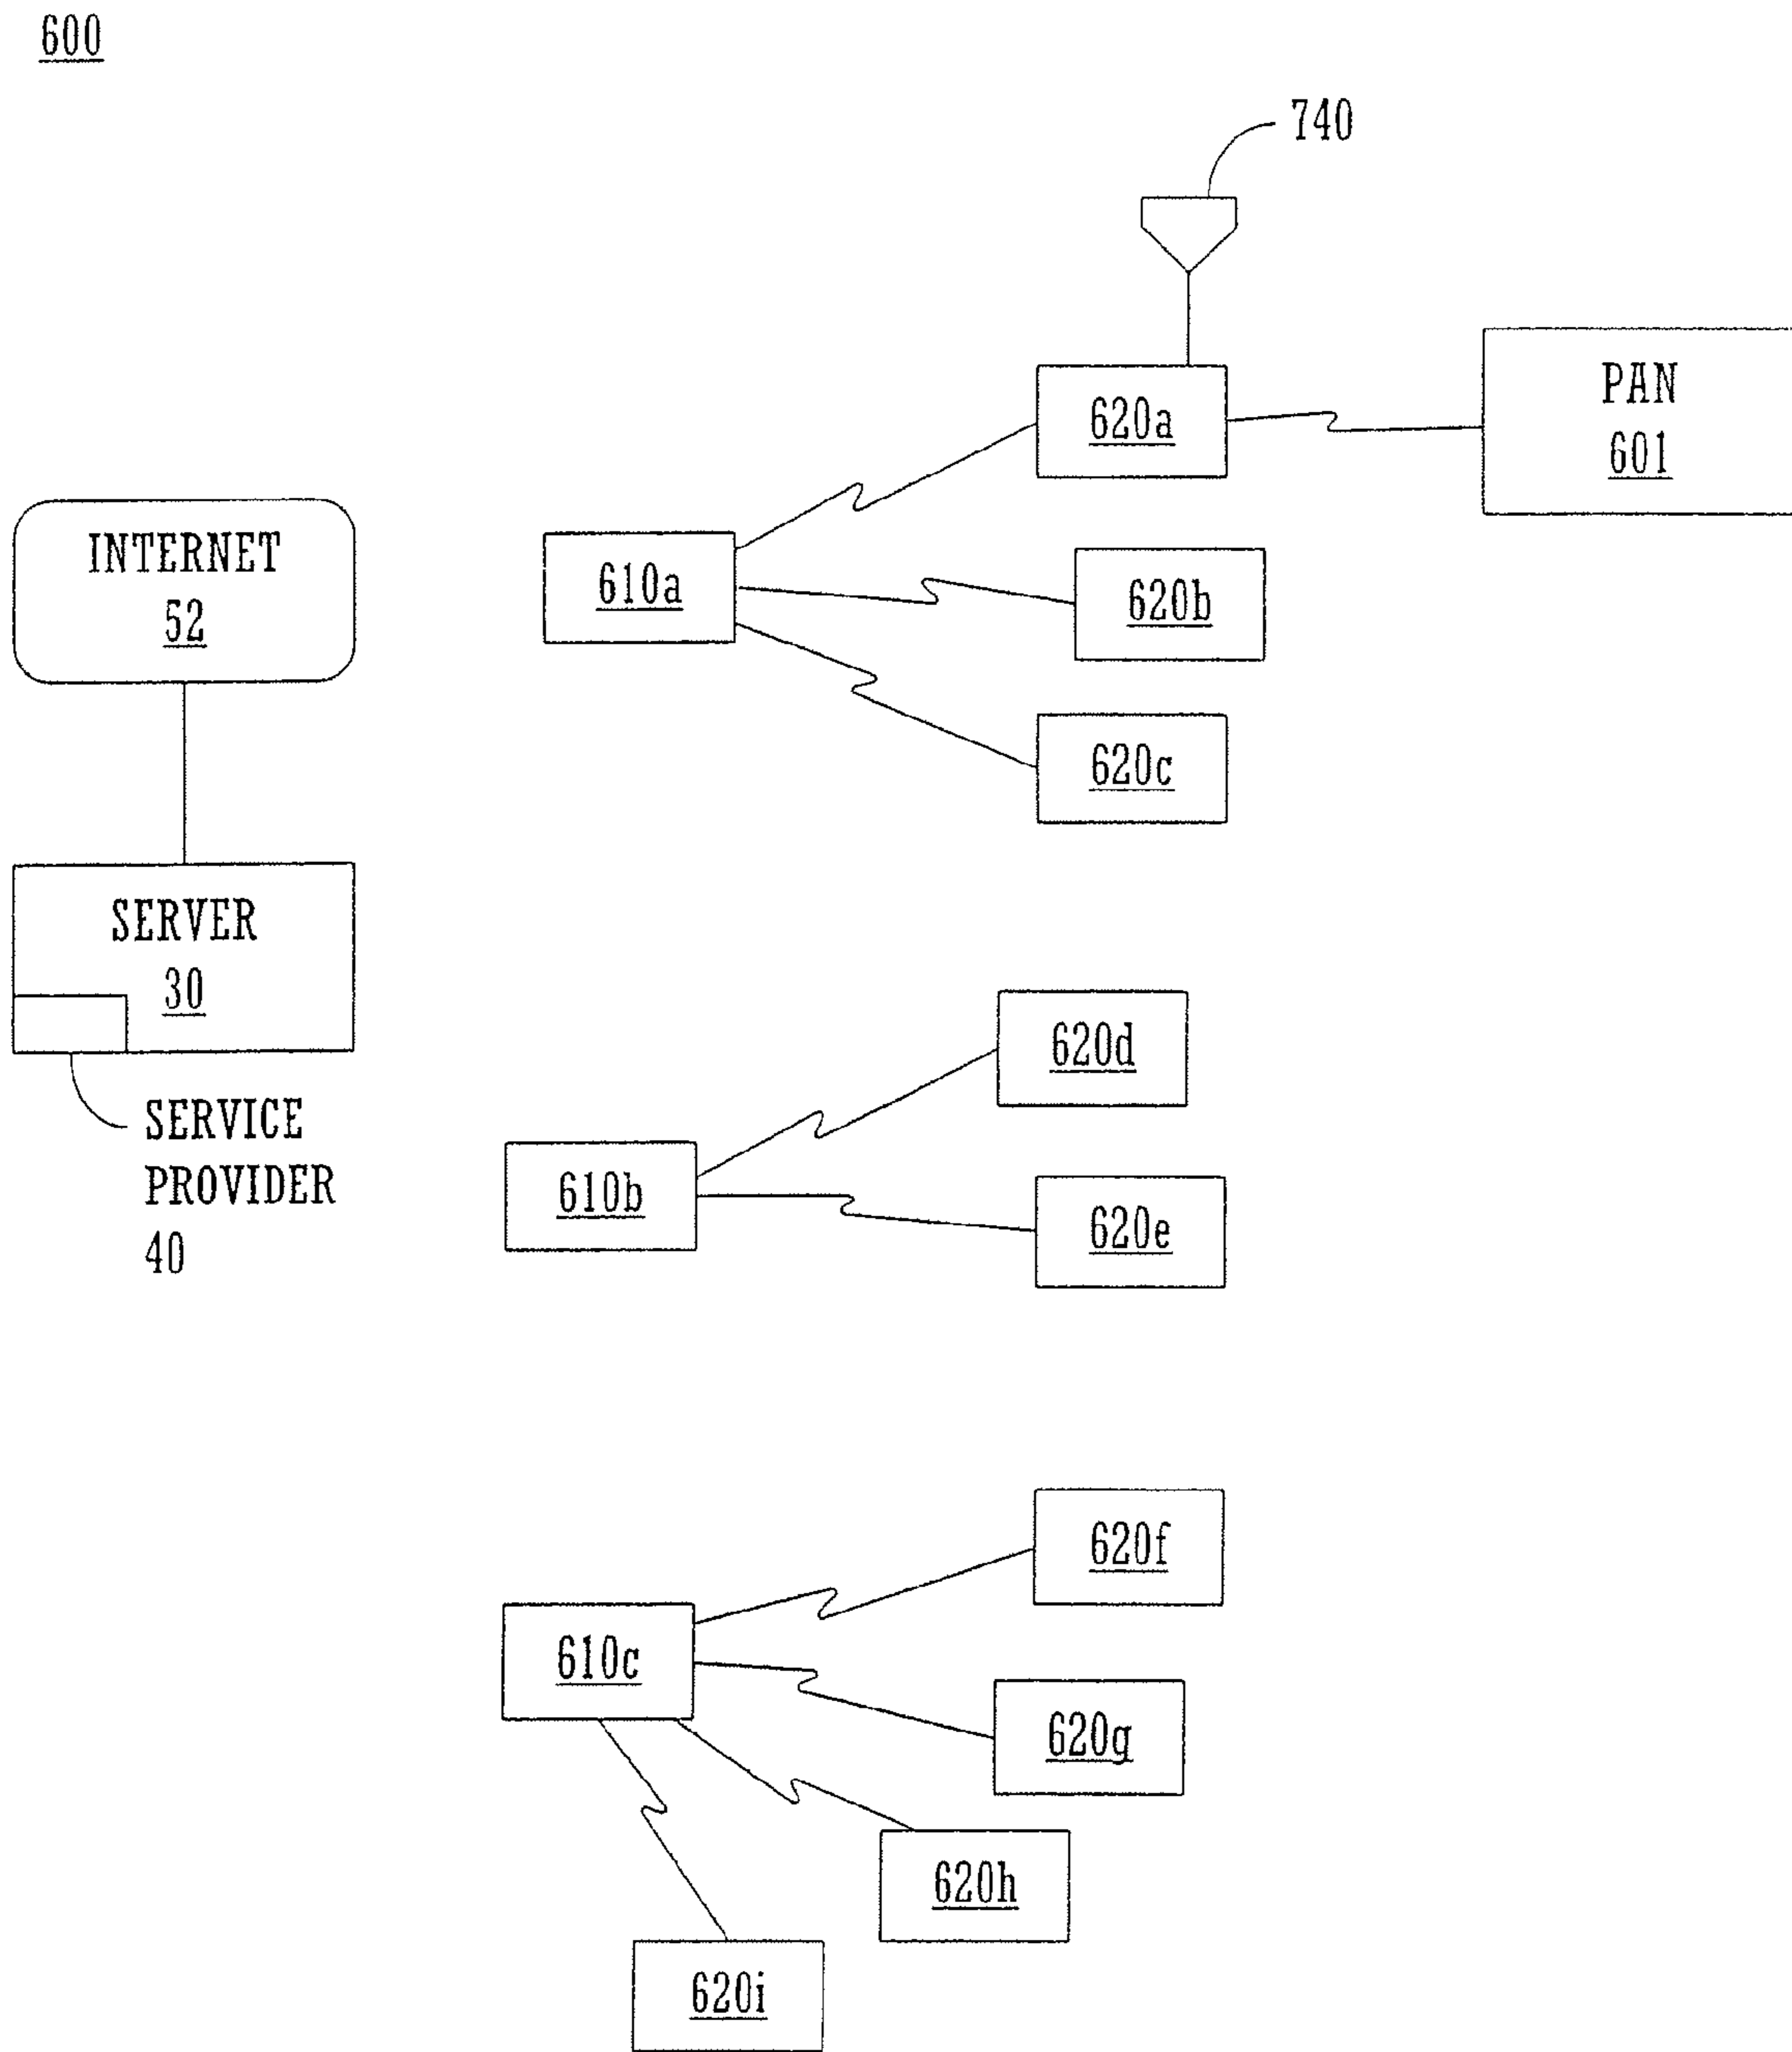 600
740
620a
PAN
601
INTERNET
52
610a
620b
620c
SERVER
30
SERVICE
PROVIDER
40
620d
610b
620e
620f
610c
620g
620h
620i